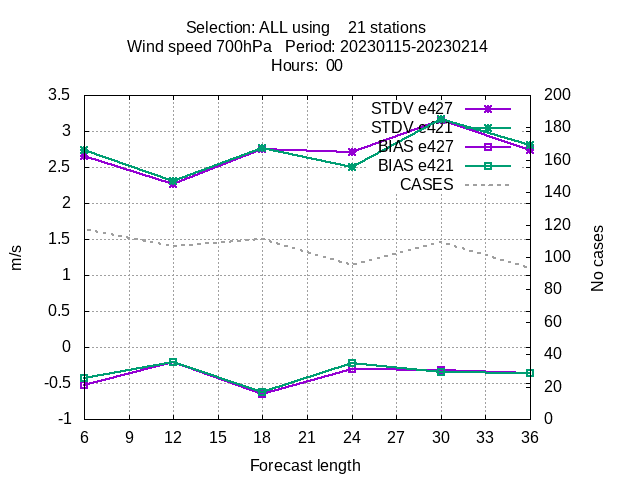 Selection: ALL using    21 stations
Wind speed 700hPa   Period: 20230115-20230214
Hours:  00
3.5
3
2.5
2
1.5
1
0.5
0
-0.5
-1
m/s
200
180
160
140
120
100
80
60
40
20
0
No cases
STDV e427
STDV e421
BIAS e427
BIAS e421
CASES
6 9 12 15 18 21 24 27 30 33 36
Forecast length